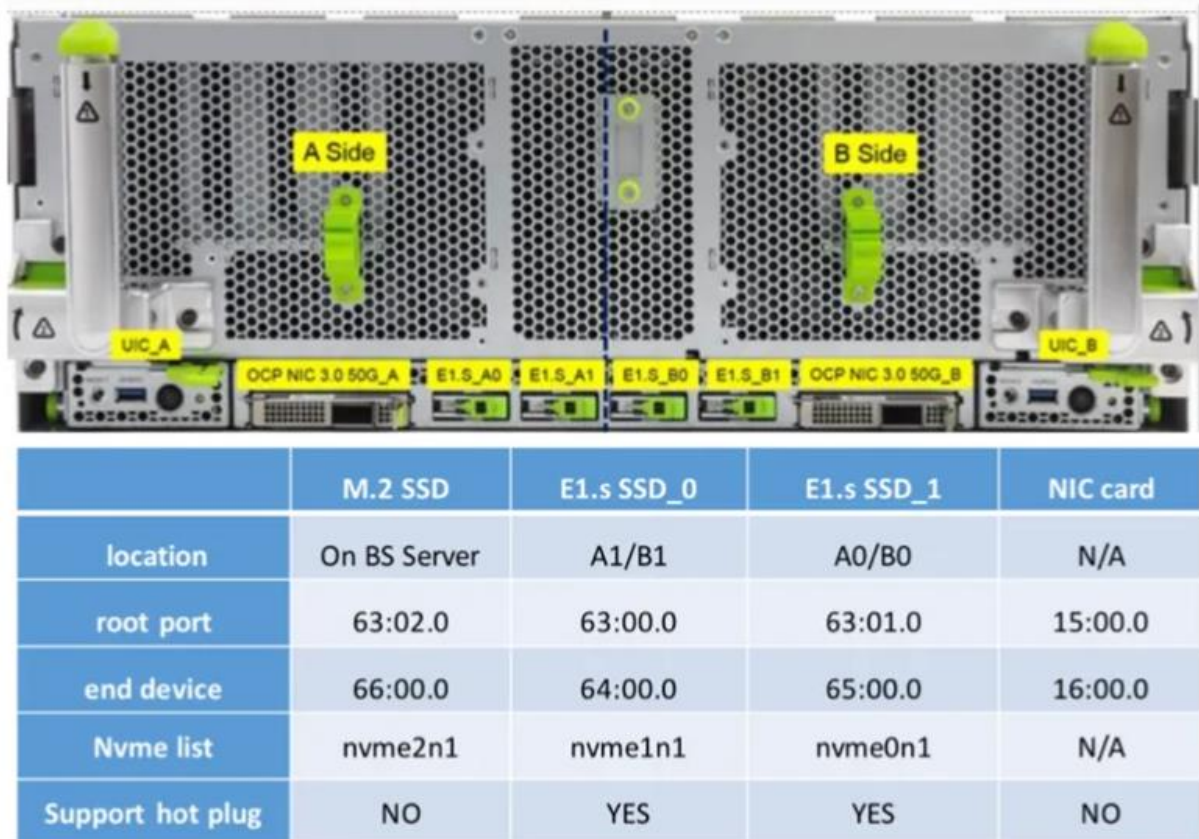 A Side
B Side
UIC_A
UIC_B
OCP NIC 3.0 50G_A E1.S_A0 E1.S_A1 E1.S_B0 E1.S_B1 OCP NIC 3.0 50G_B
M.2 SSD E1.s SSD_0 E1.s SSD_1 NIC card
location On BS Server A1/B1 A0/B0 N/A
root port 63:02.0 63:00.0 63:01.0 15:00.0
end device 66:00.0 64:00.0 65:00.0 16:00.0
Nvme list nvme2n1 nvme1n1 nvme0n1 N/A
Support hot plug NO YES YES NO